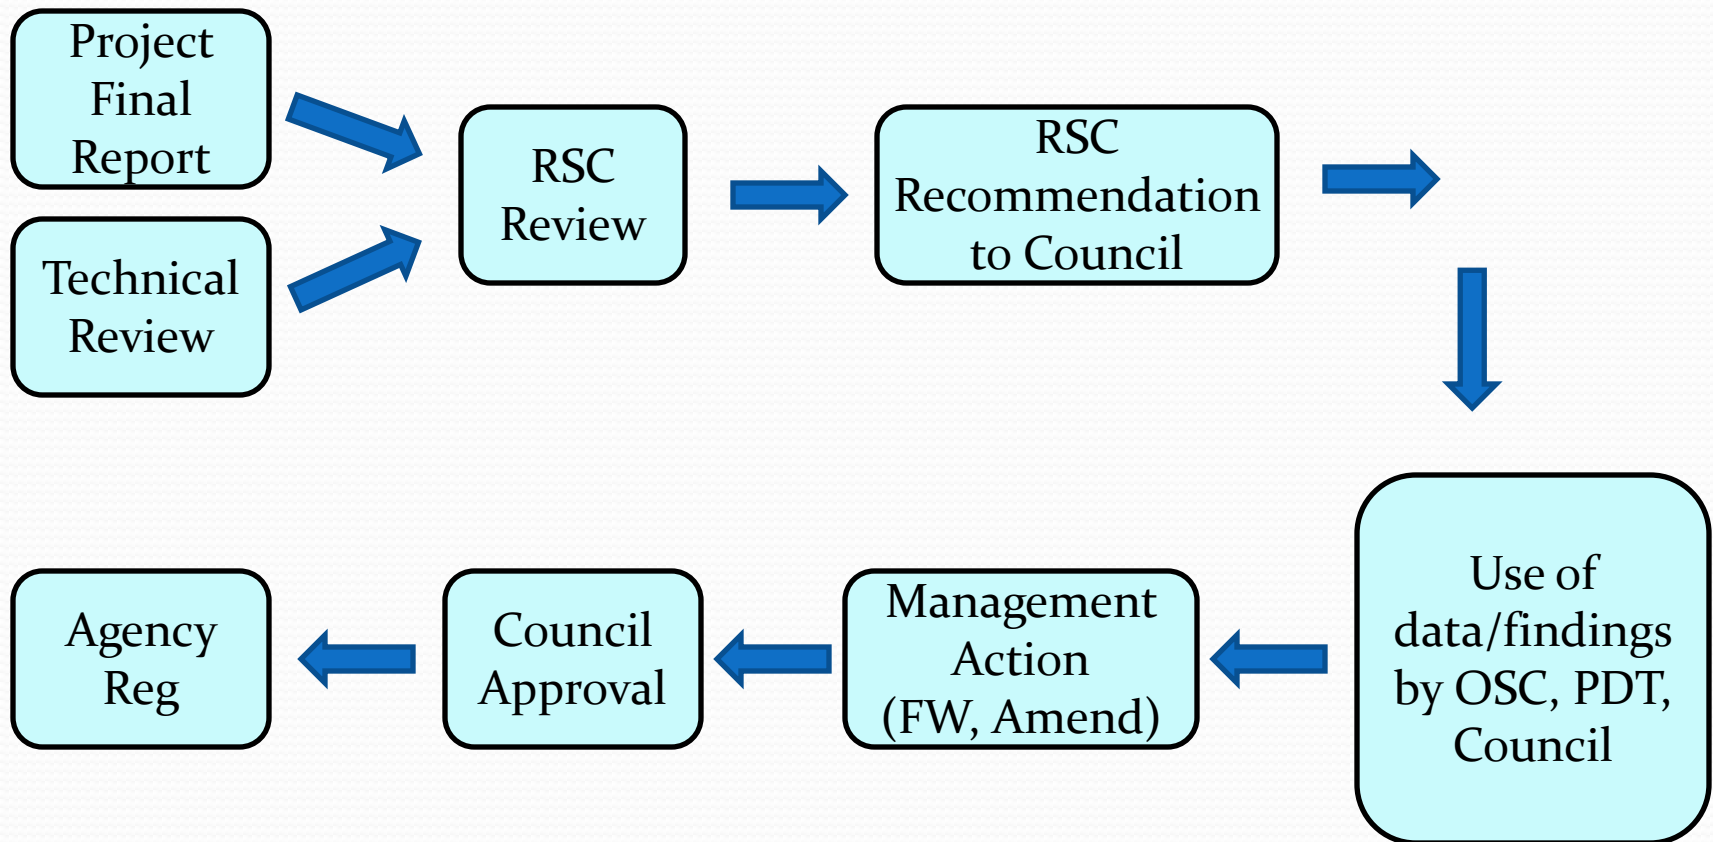 Project
Final
Report
Technical
Review
RSC
Review
RSC
Recommendation
to Council
Use of
data/findings
by OSC, PDT,
Council
Management
Action
(FW, Amend)
Council
Approval
Agency
Reg